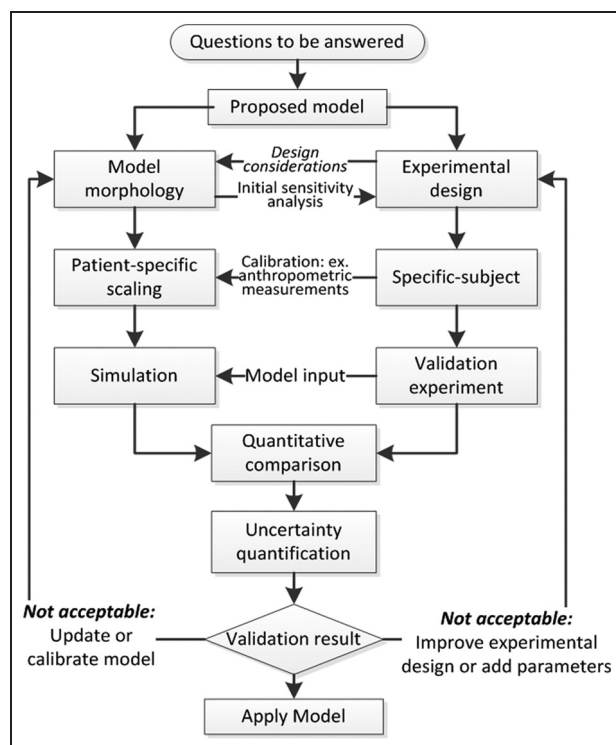 Questions to be answered
Proposed model
Model
morphology
Design
considerations
Initial sensitivity
analysis
Experimental
design
Patient-specific
scaling
Calibration: ex.
anthropometric
measurements
Specific-subject
Simulation
Model input
Validation
experiment
Quantitative
comparison
Uncertainty
quantification
Not acceptable:
Update or
calibrate model
Validation result
Not acceptable:
Improve experimental
design or add parameters
Apply Model